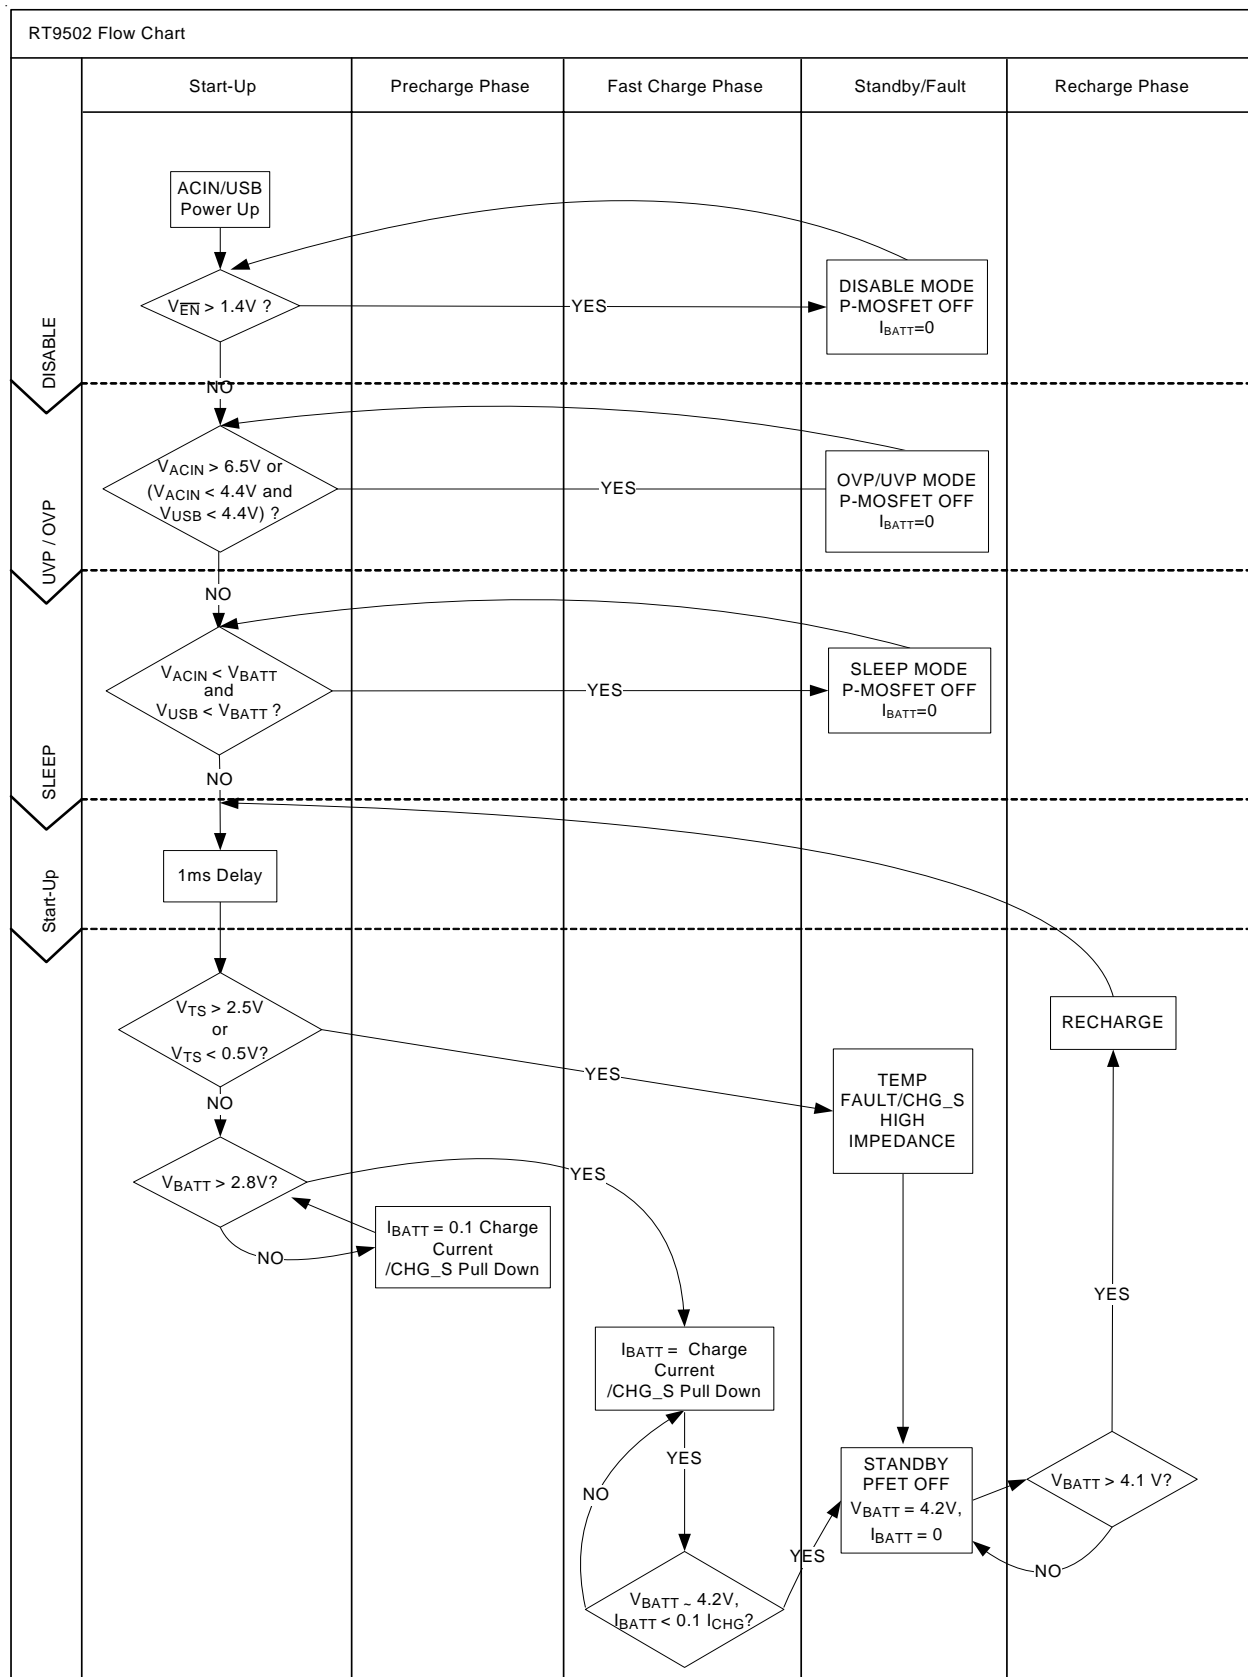 RT9502 Flow Chart
Start-Up
Precharge Phase
Fast Charge Phase
Standby/Fault
Recharge Phase
DISABLE
ACIN/USB
Power Up
VEN > 1.4V ?
YES
DISABLE MODE
P-MOSFET OFF
IBATT=0
NO
UVP / OVP
VACIN > 6.5V or
(VACIN < 4.4V and
VUSB < 4.4V) ?
YES
OVP/UVP MODE
P-MOSFET OFF
IBATT=0
NO
SLEEP
VACIN < VBATT
and
VUSB < VBATT ?
YES
SLEEP MODE
P-MOSFET OFF
IBATT=0
NO
Start-Up
1ms Delay
VTS > 2.5V
or
VTS < 0.5V?
YES
TEMP
FAULT/CHG_S
HIGH
IMPEDANCE
RECHARGE
NO
VBATT > 2.8V?
YES
NO
IBATT = 0.1 Charge
Current
/CHG_S Pull Down
IBATT = Charge
Current
/CHG_S Pull Down
YES
NO
VBATT ~ 4.2V,
IBATT < 0.1 ICHG?
YES
STANDBY
PFET OFF
VBATT = 4.2V,
IBATT = 0
VBATT > 4.1 V?
YES
NO